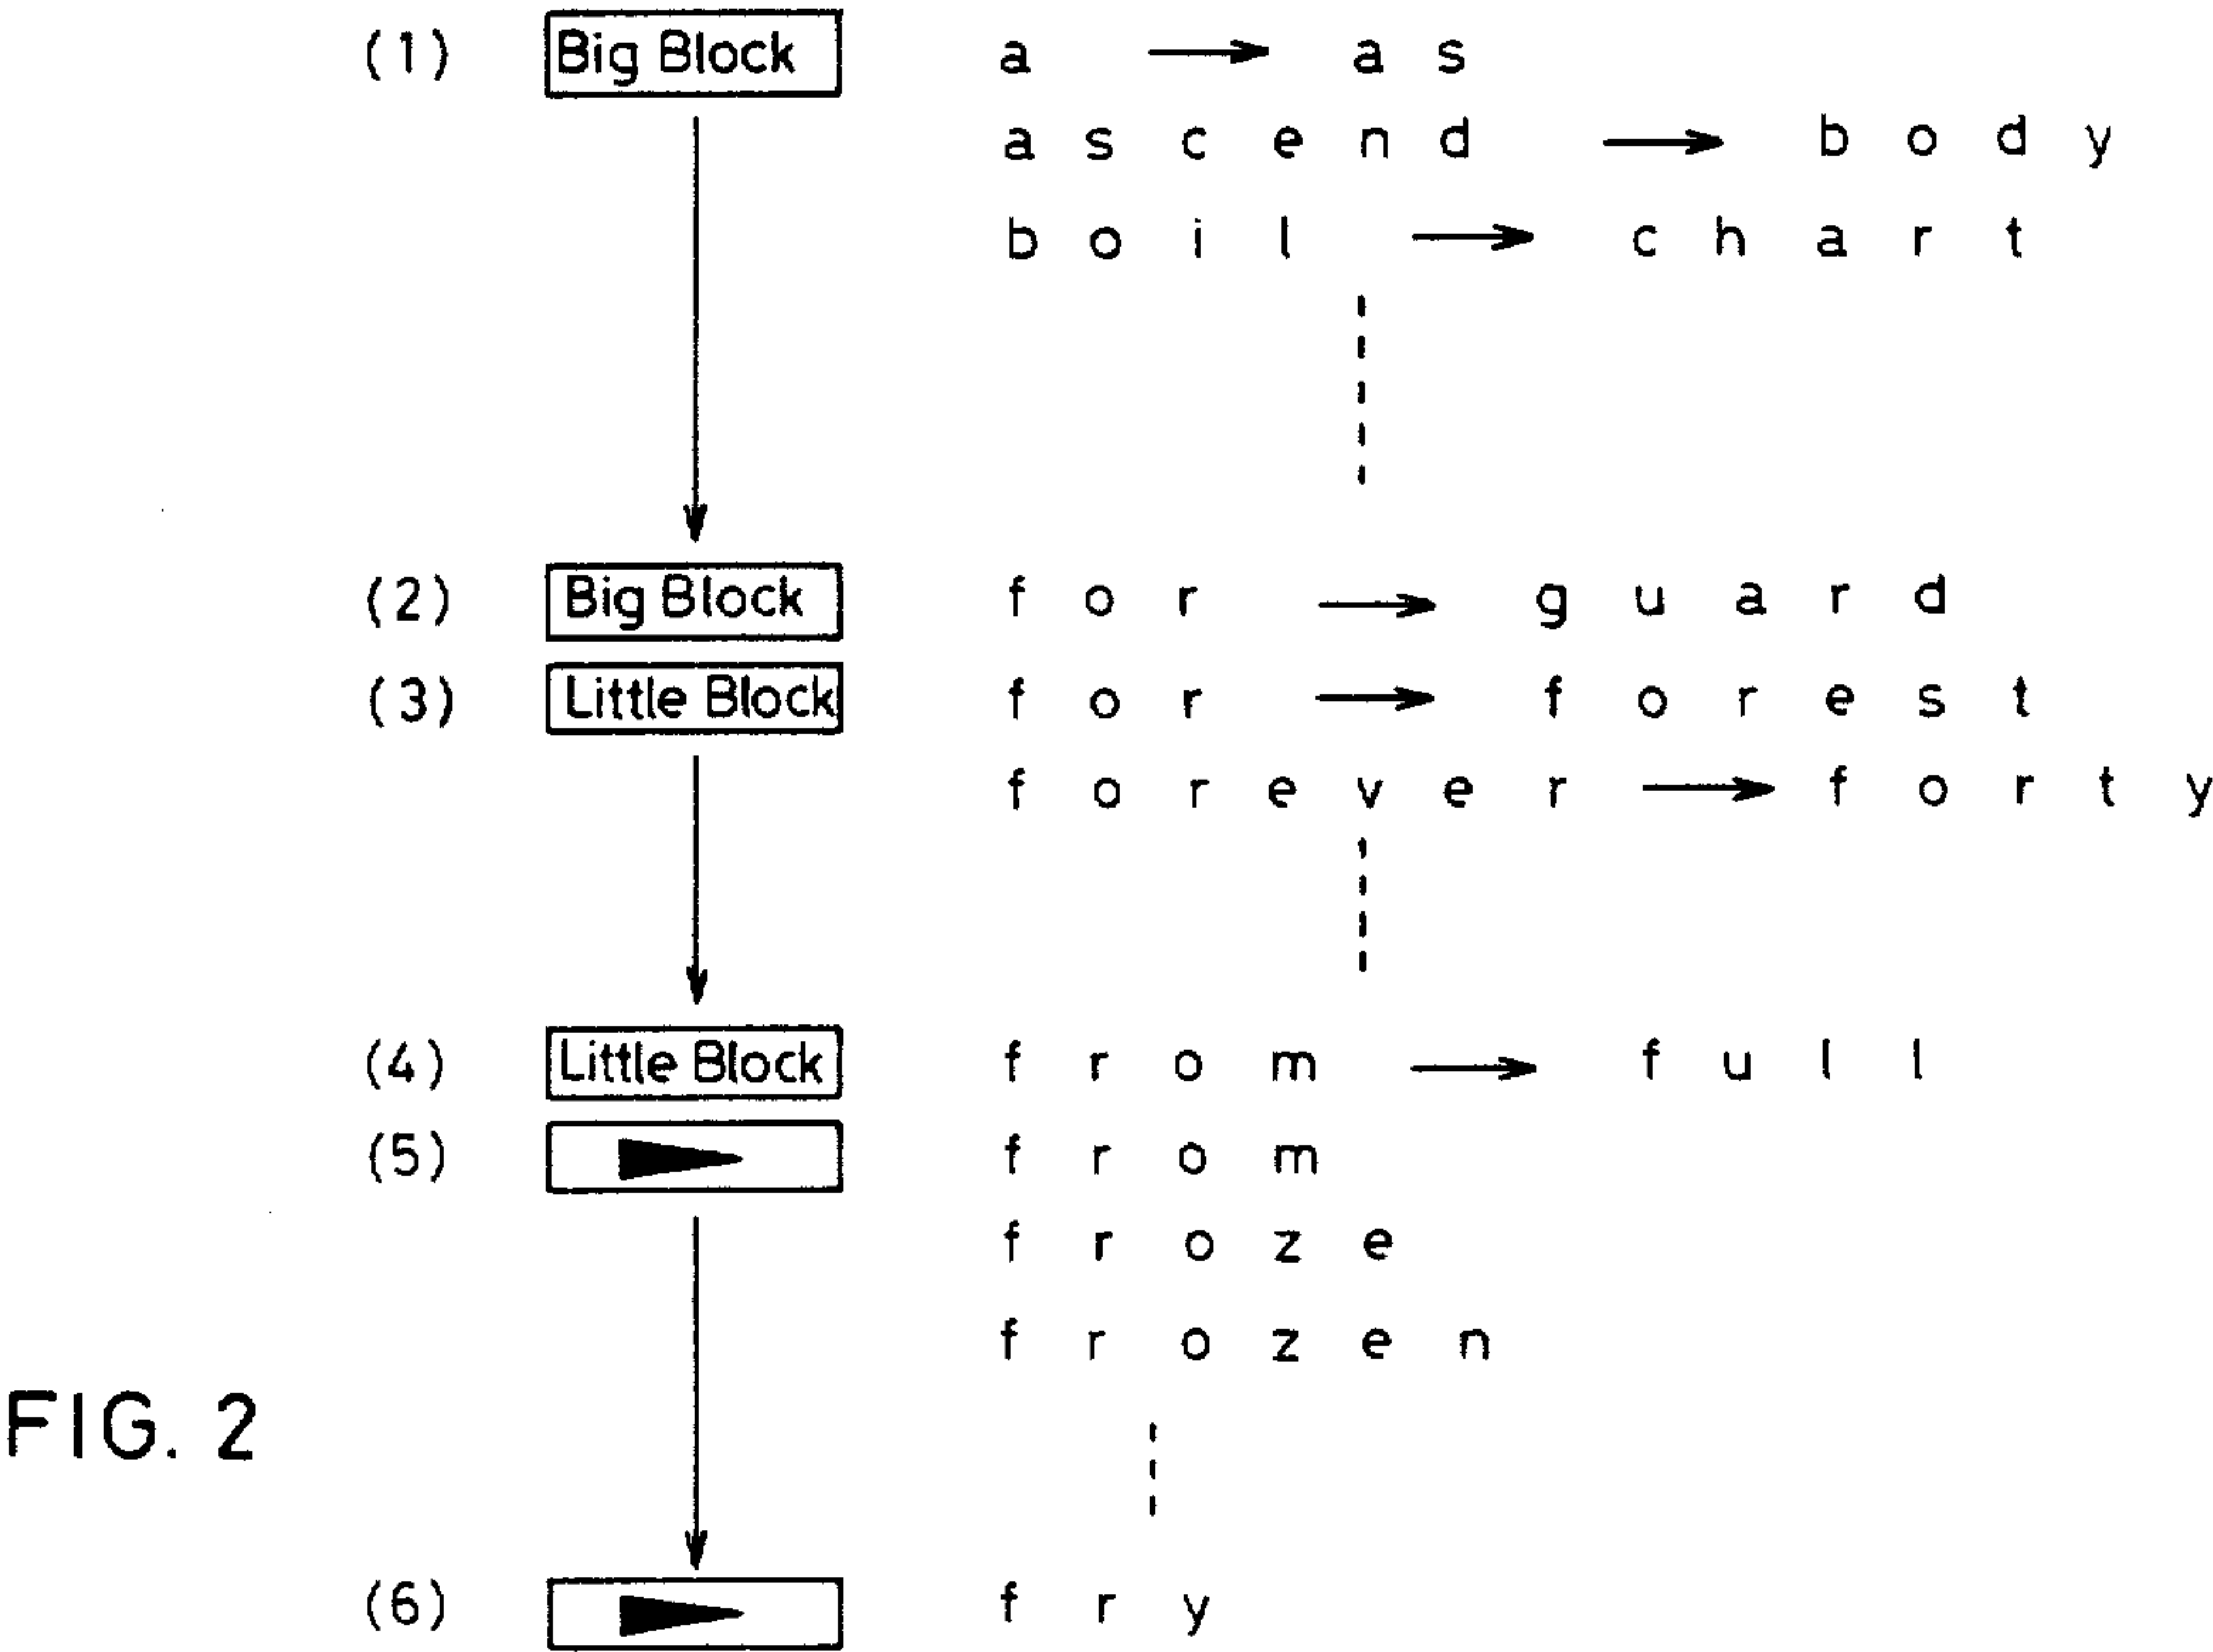 (1) Big Block a → as
ascend → body
boil → chart
(2) Big Block for → guard
(3) Little Block for → forest
forever → forty
(4) Little Block from → full
(5) from
froze
frozen
FIG. 2
(6) fry